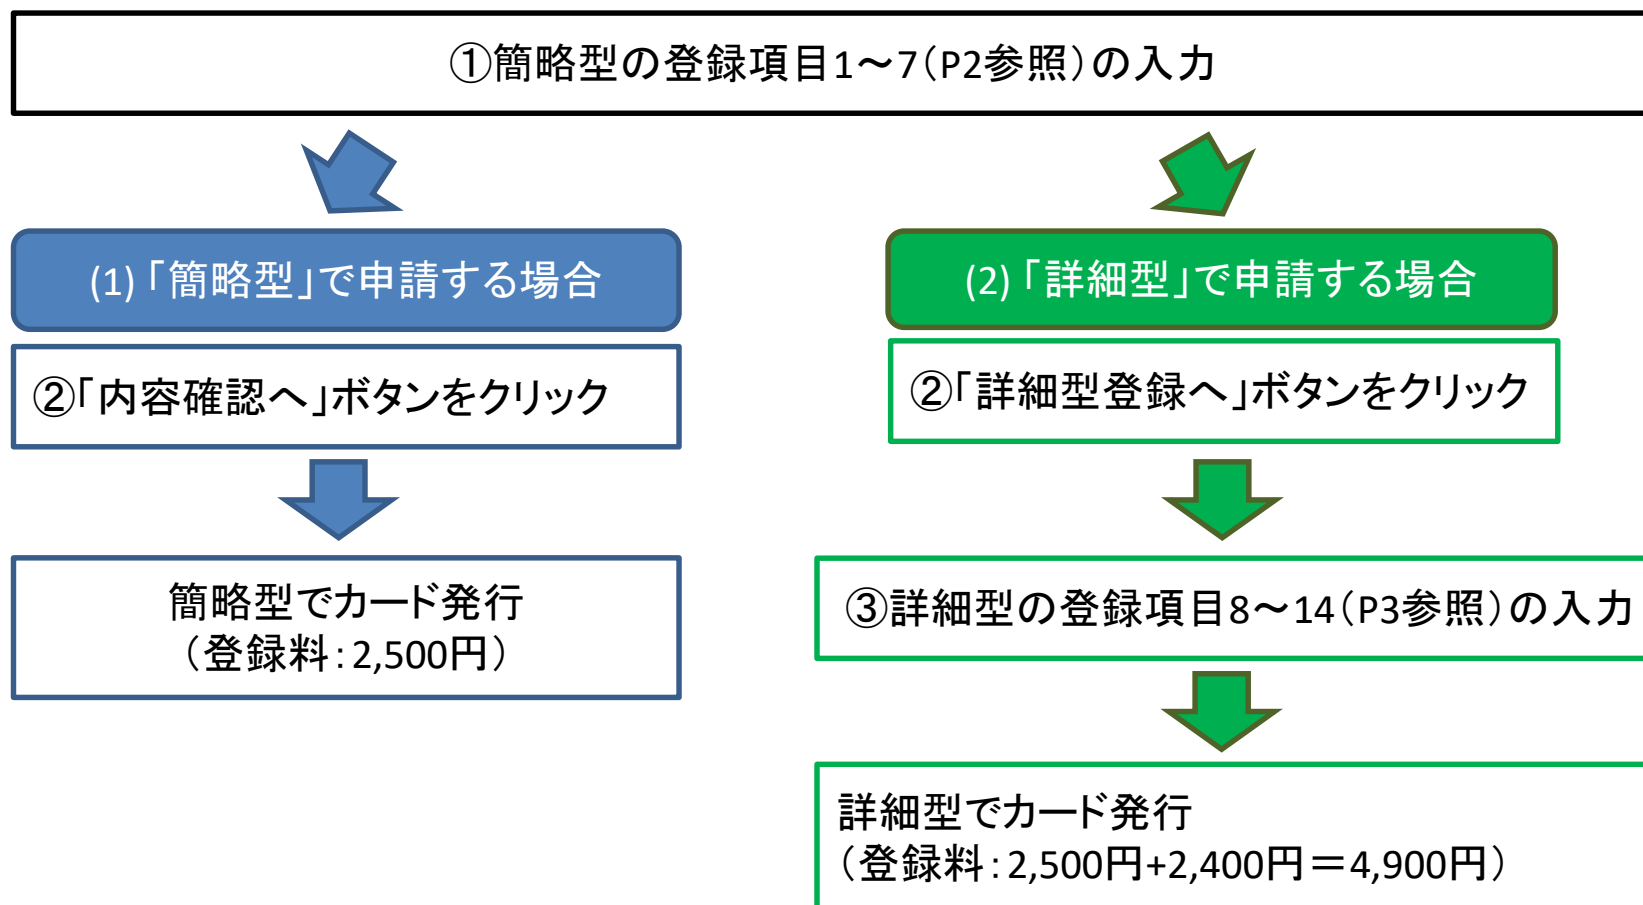 ①簡略型の登録項目1～7（P2参照）の入力
(1)「簡略型」で申請する場合
②「内容確認へ」ボタンをクリック
簡略型でカード発行
（登録料：2,500円）
(2)「詳細型」で申請する場合
②「詳細型登録へ」ボタンをクリック
③詳細型の登録項目8～14（P3参照）の入力
詳細型でカード発行
（登録料：2,500円+2,400円＝4,900円）